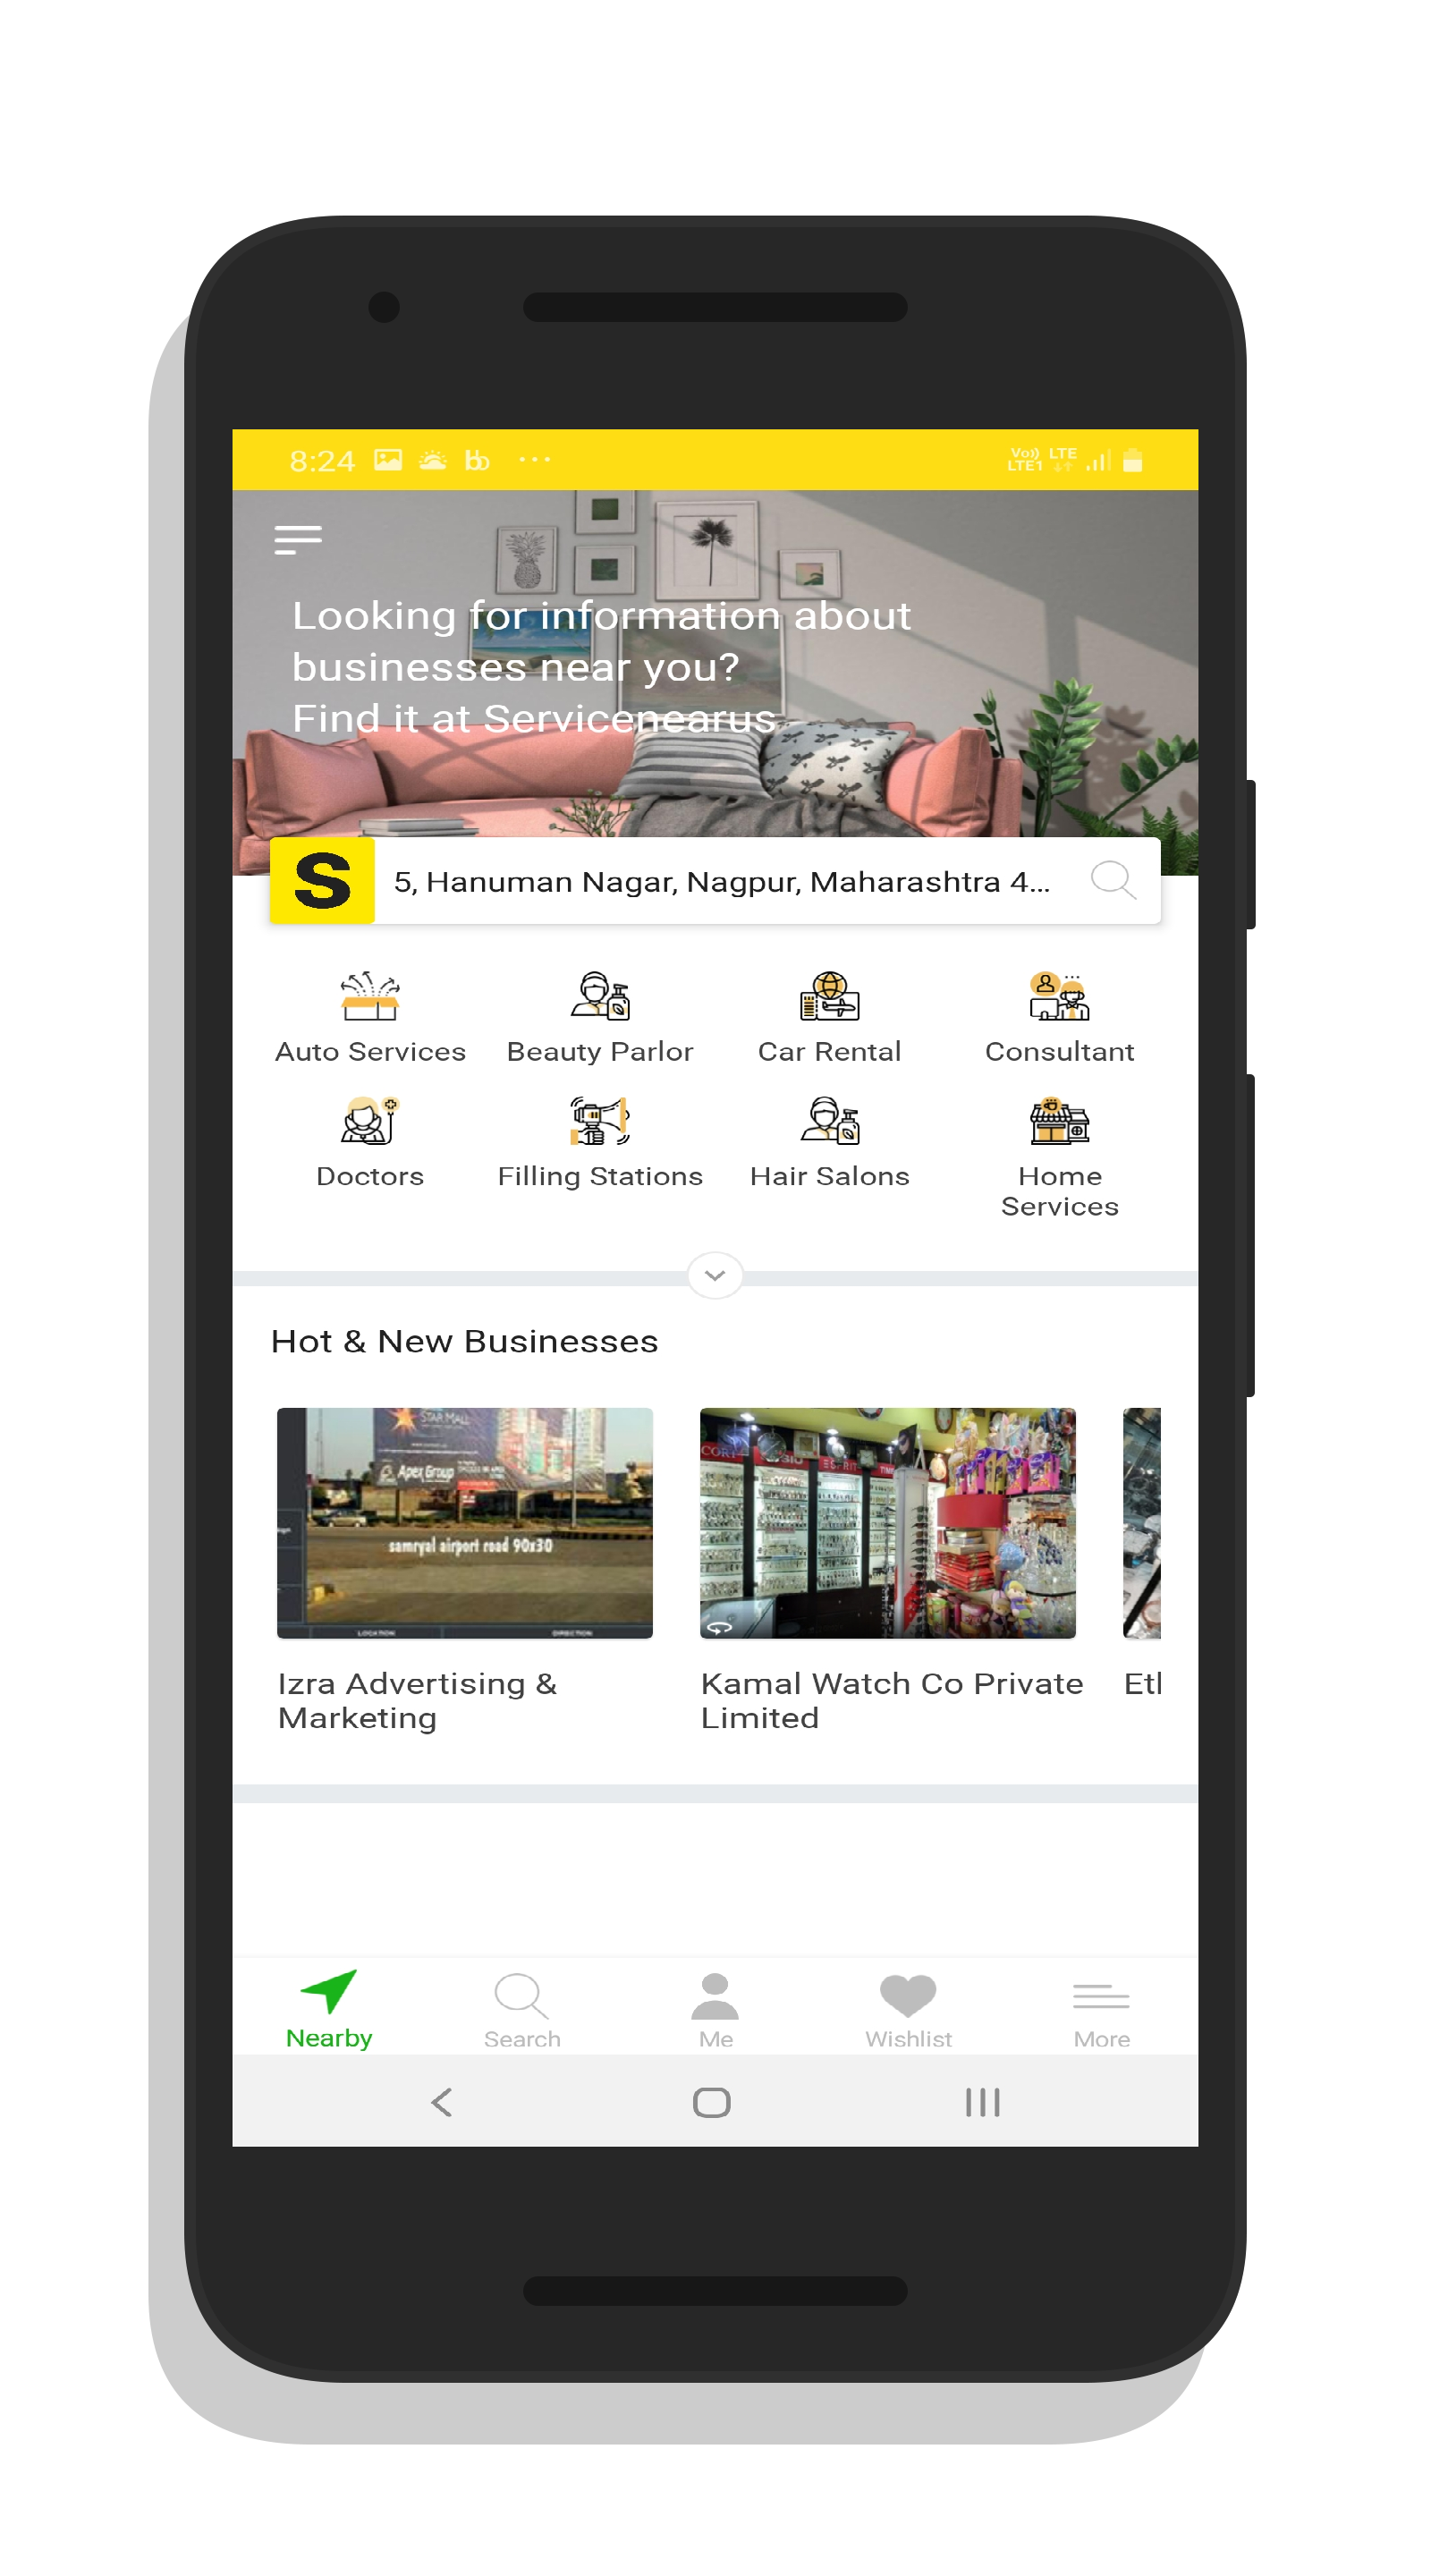 8:24
Vo)) LTE
LTE1
Looking for information about
businesses near you?
Find it at Servicenearus
S
5, Hanuman Nagar, Nagpur, Maharashtra 4...
Auto Services
Beauty Parlor
Car Rental
Consultant
Doctors
Filling Stations
Hair Salons
Home
Services
Hot & New Businesses
STAR MALL
Apex Group
samryal airport road 90x30
LOCATION
DIRECTION
ESPRIT
Izra Advertising &
Marketing
Kamal Watch Co Private
Limited
Nearby
Search
Me
Wishlist
More